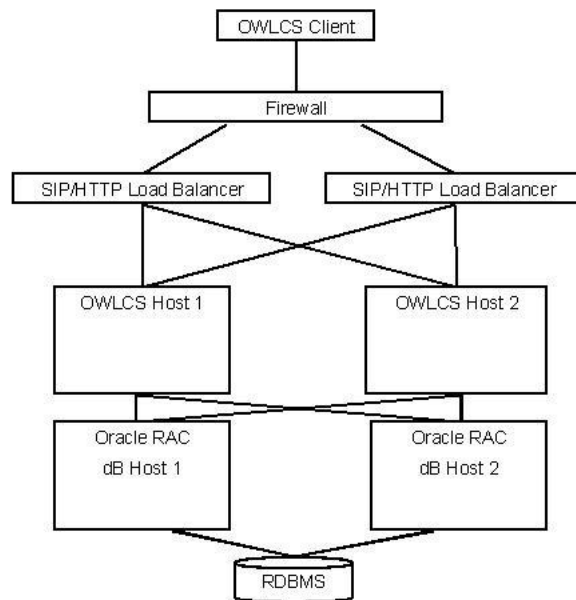 OWLCS Client
Firewall
SIP/HTTP Load Balancer
SIP/HTTP Load Balancer
OWLCS Host 1
OWLCS Host 2
Oracle RAC
dB Host 1
Oracle RAC
dB Host 2
RDBMS